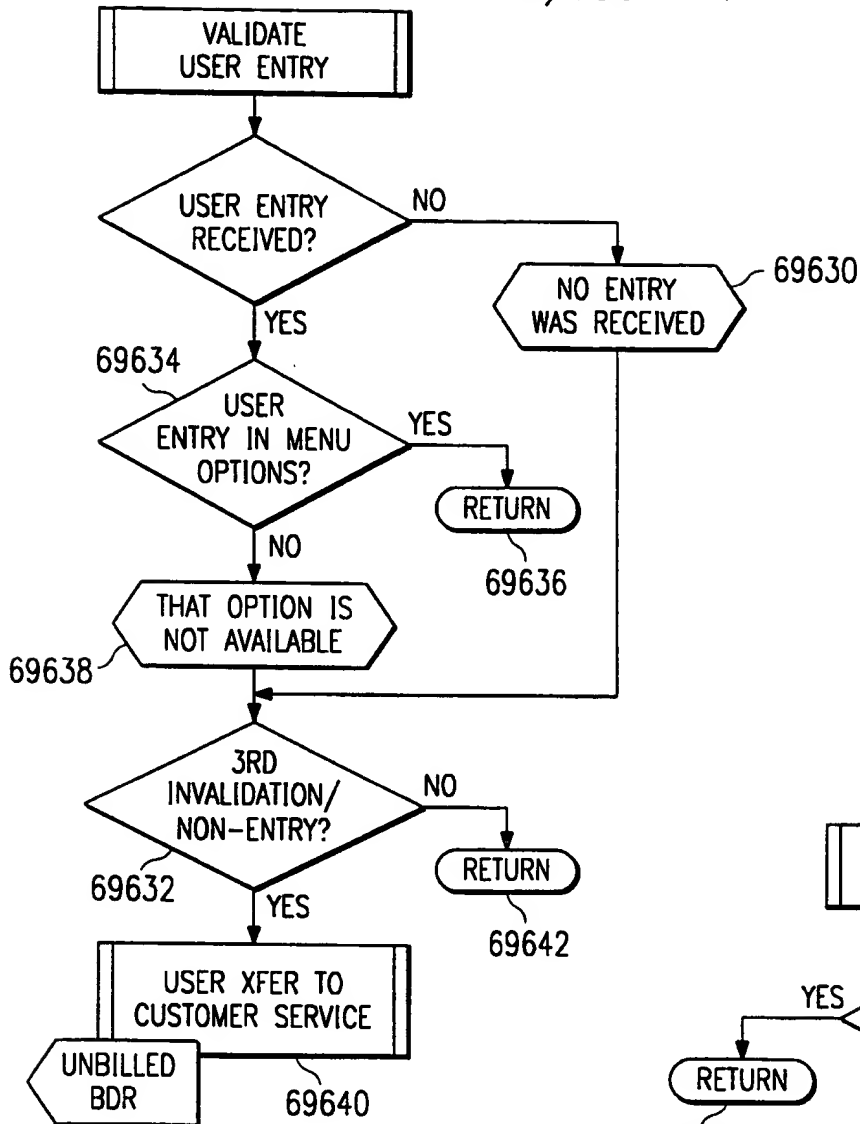 VALIDATE
USER ENTRY
USER ENTRY
RECEIVED?
NO
YES
NO ENTRY
WAS RECEIVED
69630
69634
USER
ENTRY IN MENU
OPTIONS?
YES
NO
RETURN
69636
THAT OPTION IS
NOT AVAILABLE
69638
3RD
INVALIDATION/
NON-ENTRY?
NO
69632
YES
RETURN
69642
USER XFER TO
CUSTOMER SERVICE
UNBILLED
BDR
69640
YES
RETURN